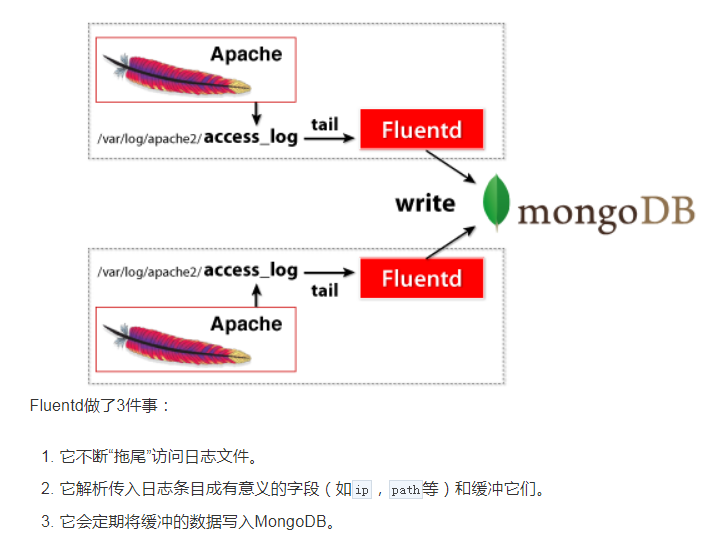 Apache
/var/log/apache2/access_log tail Fluentd
write mongoDB
/var/log/apache2/access_log tail Fluentd
Apache
Fluentd做了3件事：
1. 它不断“拖尾”访问日志文件。
2. 它解析传入日志条目成有意义的字段（如ip，path等）和缓冲它们。
3. 它会定期将缓冲的数据写入MongoDB。